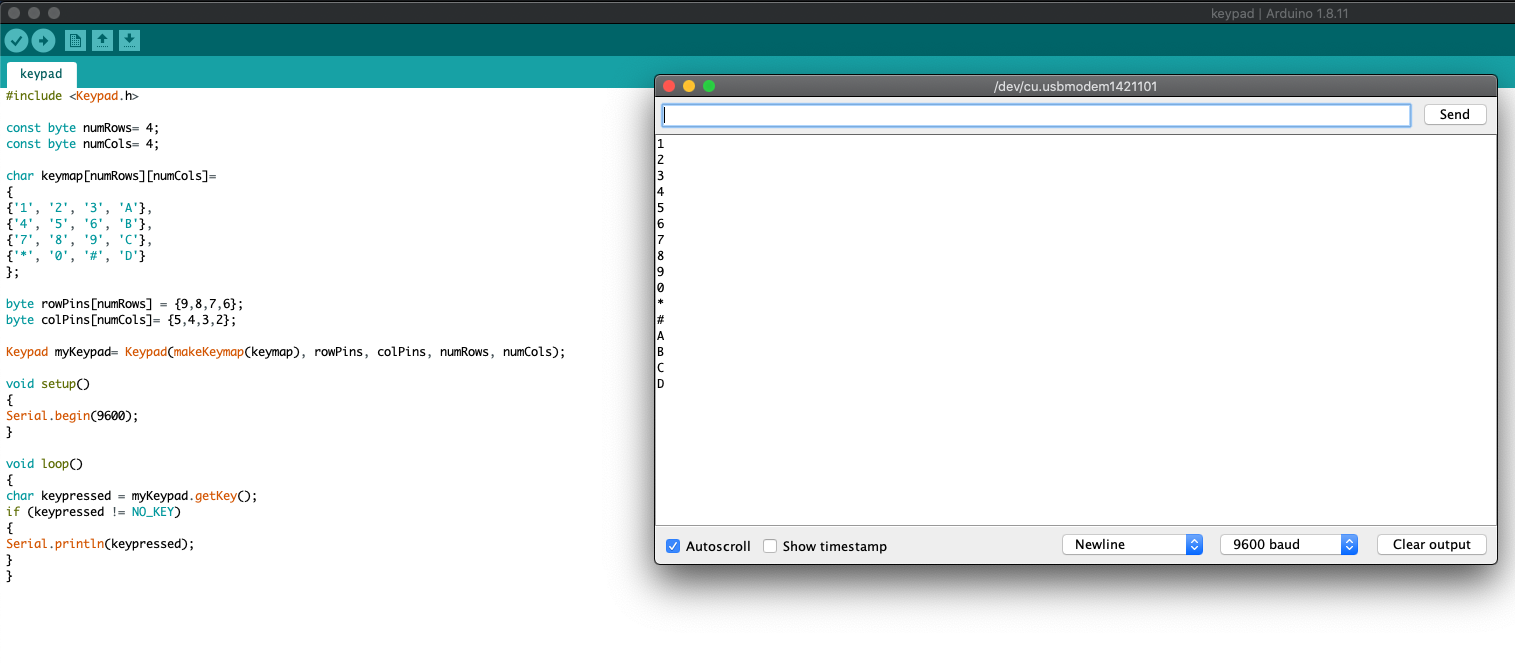 keypad | Arduino 1.8.11
keypad
#include <Keypad.h>
const byte numRows= 4;
const byte numCols= 4;
char keymap[numRows][numCols]=
{
{'1', '2', '3', 'A'},
{'4', '5', '6', 'B'},
{'7', '8', '9', 'C'},
{'*', '0', '#', 'D'}
};
byte rowPins[numRows] = {9,8,7,6};
byte colPins[numCols]= {5,4,3,2};
Keypad myKeypad= Keypad(makeKeymap(keymap), rowPins, colPins, numRows, numCols);
void setup()
{
Serial.begin(9600);
}
void loop()
{
char keypressed = myKeypad.getKey();
if (keypressed != NO_KEY)
{
Serial.println(keypressed);
}
}
/dev/cu.usbmodem1421101
Send
1
2
3
4
5
6
7
8
9
0
*
#
A
B
C
D
Autoscroll Show timestamp Newline 9600 baud Clear output